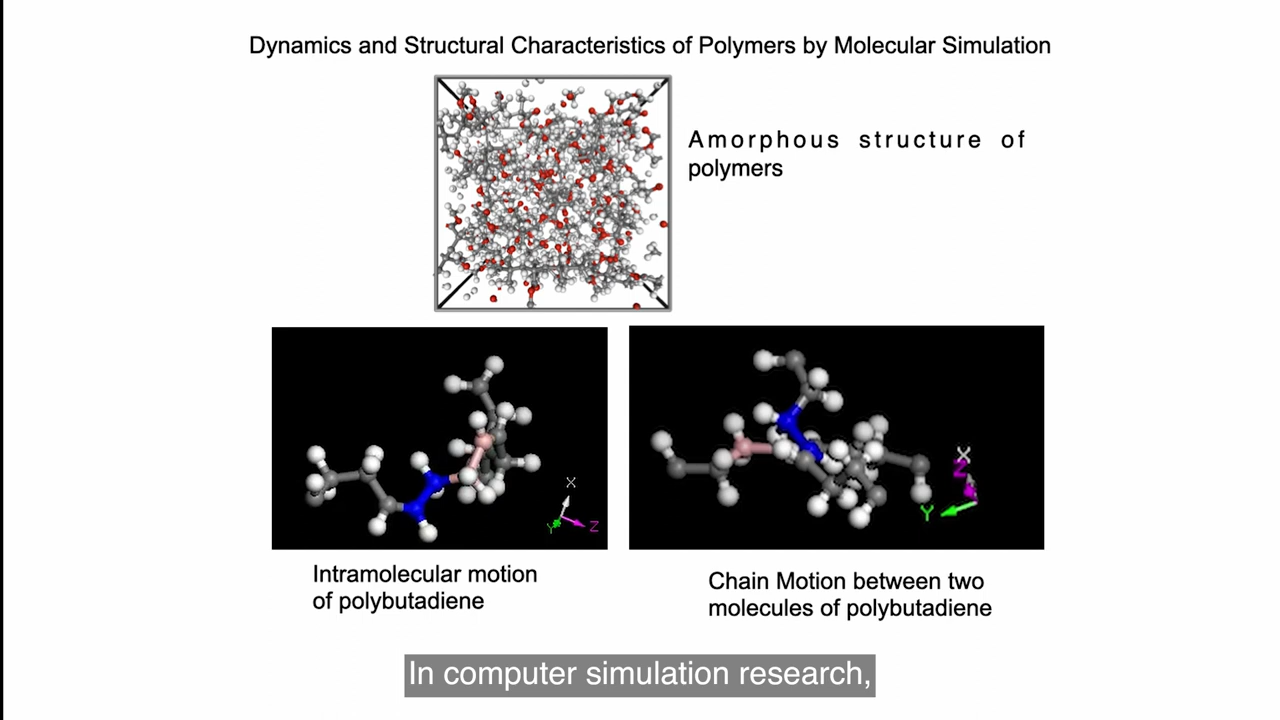 Dynamics and Structural Characteristics of Polymers by Molecular Simulation
Amorphous structure of
polymers
X
Y
Z
X
Z
Y
Intramolecular motion
of polybutadiene
Chain Motion between two
molecules of polybutadiene
In computer simulation research,